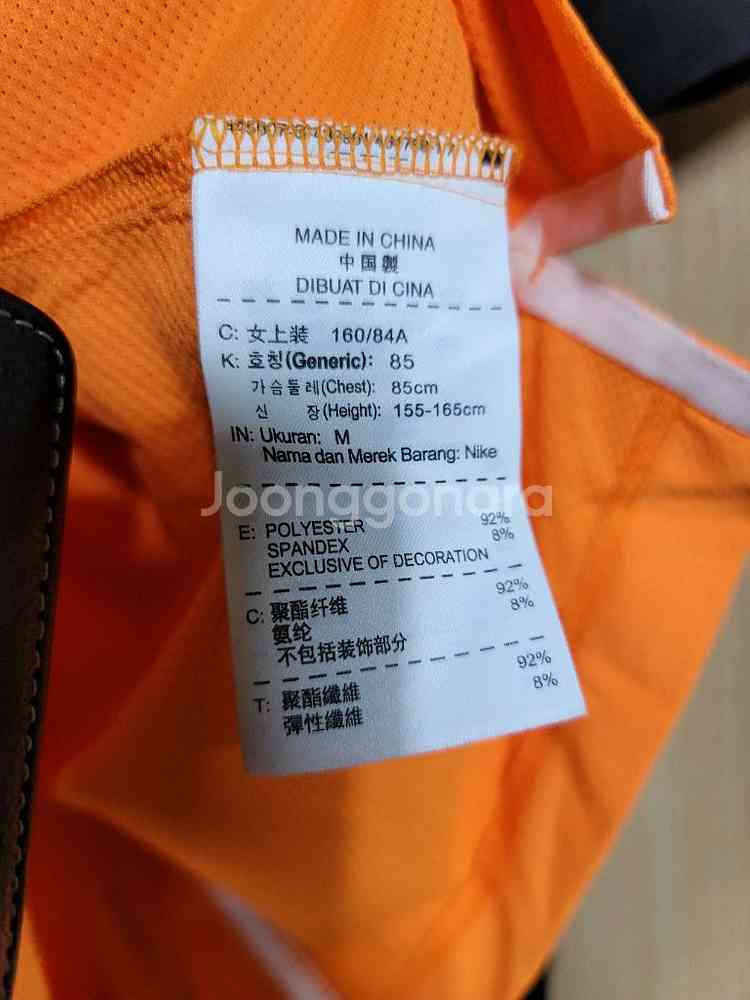 MADE IN CHINA
中国製
DIBUAT DI CINA
C: 女上装 160/84A
K: 호칭(Generic): 85
가슴둘레(Chest): 85cm
신 장(Height): 155-165cm
IN: Ukuran: M
Nama dan Merek Barang: Nike
Joonggonara
E: POLYESTER 92%
SPANDEX 8%
EXCLUSIVE OF DECORATION
C: 聚酯纤维 92%
氨纶 8%
不包括装饰部分
T: 聚酯纖維 92%
彈性纖維 8%